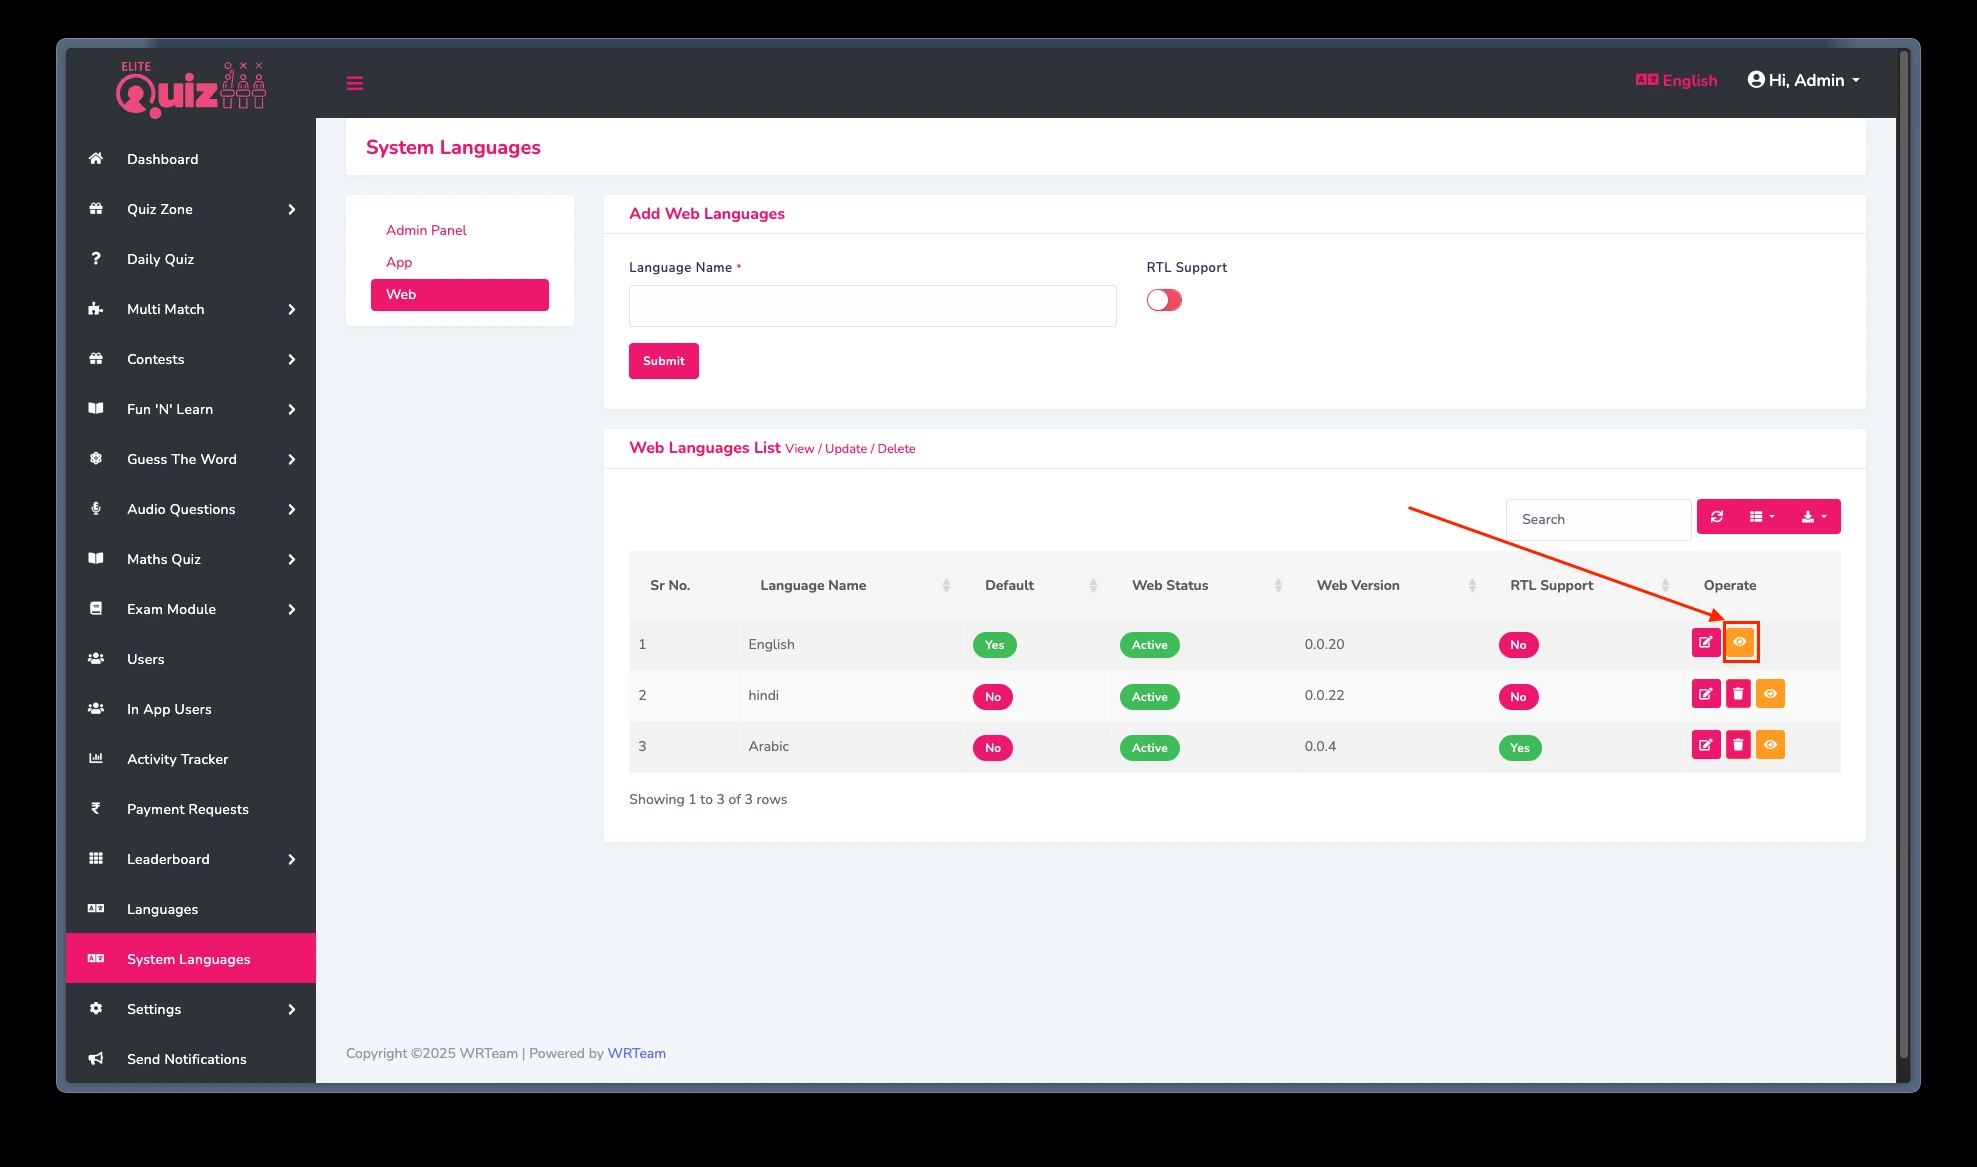 ELITE
Quiz
English
Hi, Admin
Dashboard
Quiz Zone
Daily Quiz
Multi Match
Contests
Fun 'N' Learn
Guess The Word
Audio Questions
Maths Quiz
Exam Module
Users
In App Users
Activity Tracker
Payment Requests
Leaderboard
Languages
System Languages
Settings
Send Notifications
System Languages
Admin Panel
App
Web
Add Web Languages
Language Name *
RTL Support
Submit
Web Languages List View / Update / Delete
Search
Sr No. Language Name Default Web Status Web Version RTL Support Operate
1 English Yes Active 0.0.20 No
2 hindi No Active 0.0.22 No
3 Arabic No Active 0.0.4 Yes
Showing 1 to 3 of 3 rows
Copyright ©2025 WRTeam | Powered by WRTeam